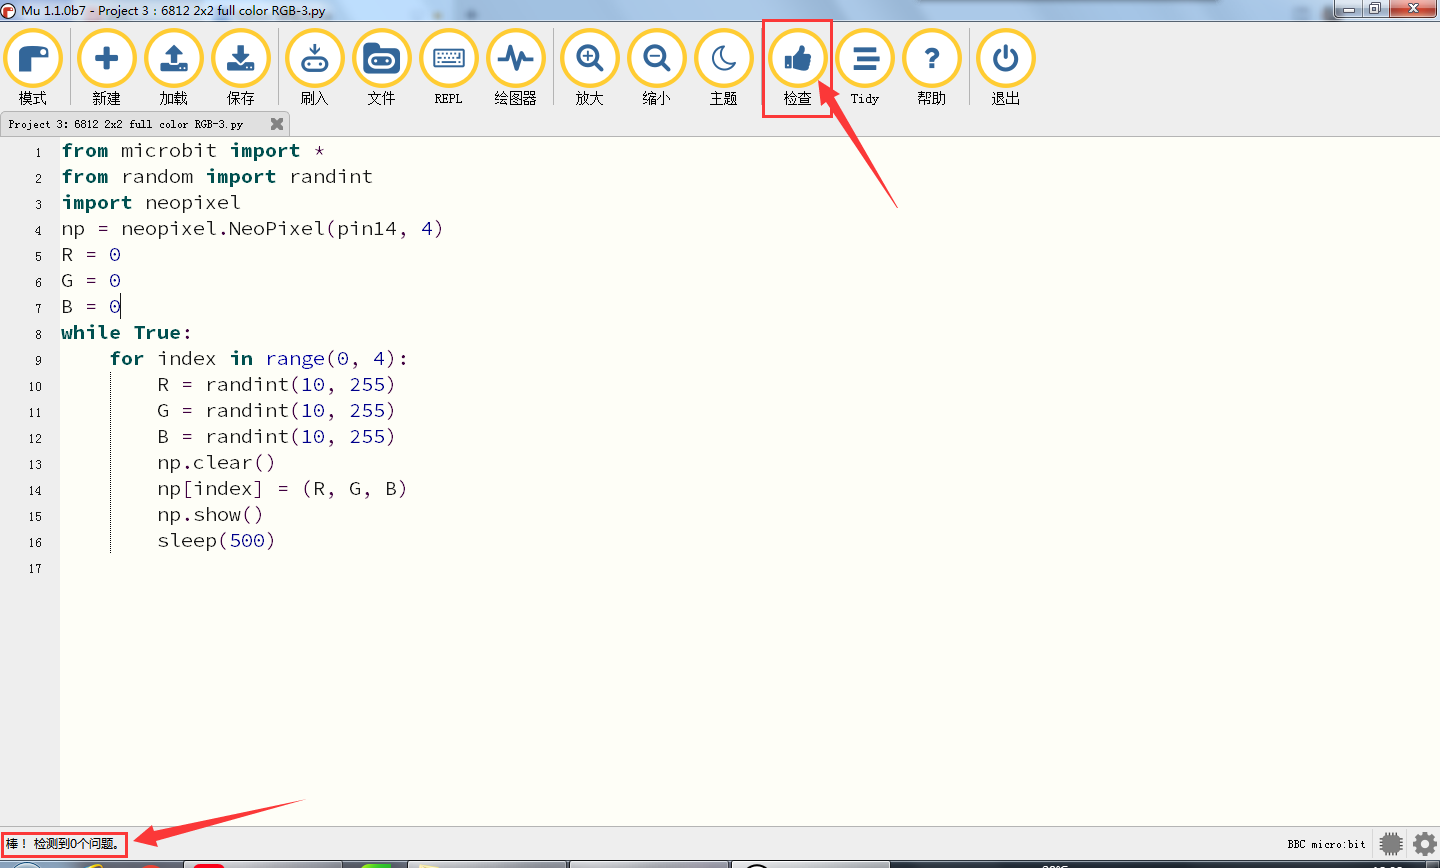 Mu 1.1.0b7 - Project 3：6812 2x2 full color RGB-3.py
模式 新建 加载 保存 刷入 文件 REPL 绘图器 放大 缩小 主题 检查 Tidy 帮助 退出
Project 3：6812 2x2 full color RGB-3.py
1 from microbit import *
2 from random import randint
3 import neopixel
4 np = neopixel.NeoPixel(pin14, 4)
5 R = 0
6 G = 0
7 B = 0
8 while True:
9 for index in range(0, 4):
10 R = randint(10, 255)
11 G = randint(10, 255)
12 B = randint(10, 255)
13 np.clear()
14 np[index] = (R, G, B)
15 np.show()
16 sleep(500)
17
棒！ 检测到0个问题。
BBC micro:bit